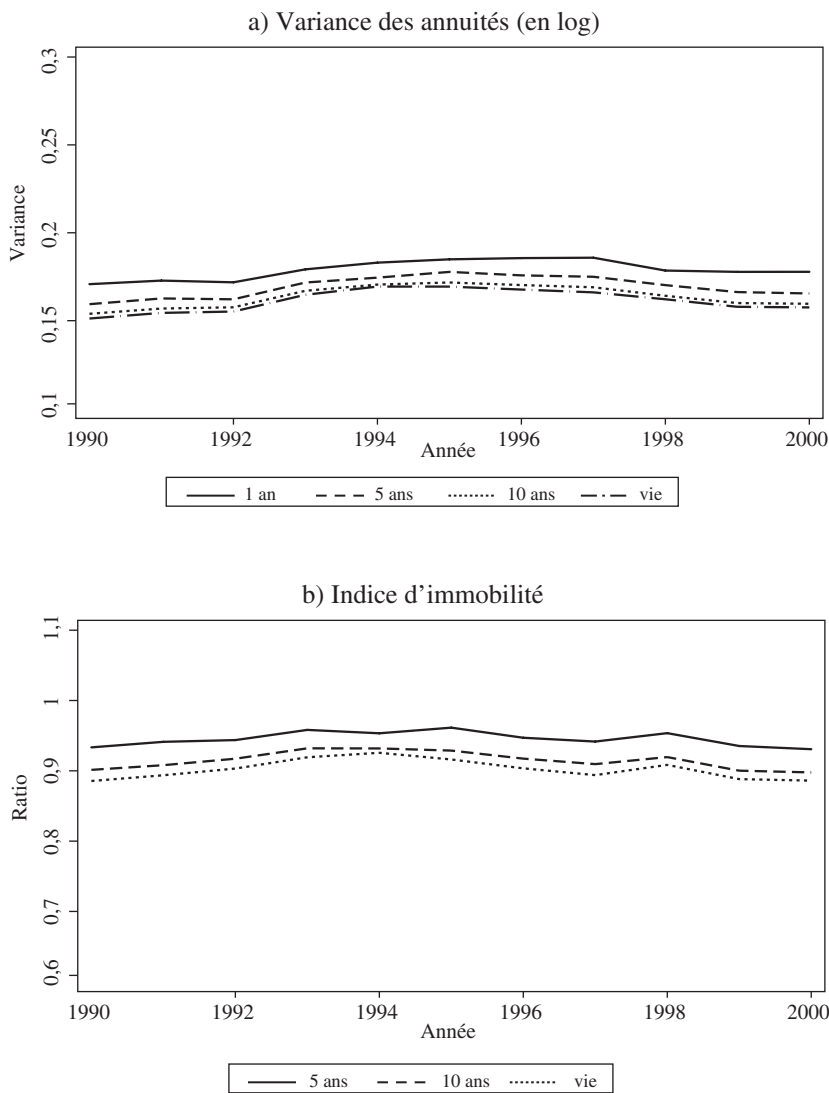 a) Variance des annuités (en log)
0,3
0,25
0,2
0,15
0,1
Variance
1990 1992 1994 1996 1998 2000
Année
1 an 5 ans 10 ans vie
b) Indice d’immobilité
1,1
1
0,9
0,8
0,7
0,6
Ratio
1990 1992 1994 1996 1998 2000
Année
5 ans 10 ans vie